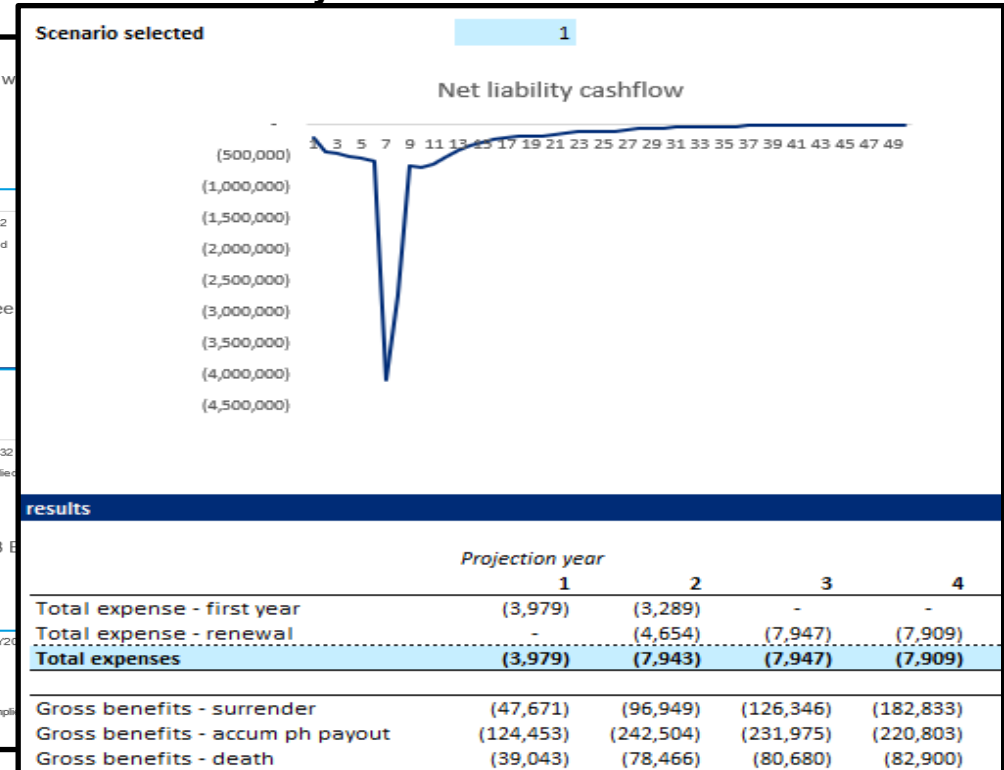 Scenario selected 1
Net liability cashflow
-
1 3 5 7 9 11 13 15 17 19 21 23 25 27 29 31 33 35 37 39 41 43 45 47 49
(500,000)
(1,000,000)
(1,500,000)
(2,000,000)
(2,500,000)
(3,000,000)
(3,500,000)
(4,000,000)
(4,500,000)
results
Projection year
1 2 3 4
Total expense - first year (3,979) (3,289) - -
Total expense - renewal - (4,654) (7,947) (7,909)
Total expenses (3,979) (7,943) (7,947) (7,909)
Gross benefits - surrender (47,671) (96,949) (126,346) (182,833)
Gross benefits - accum ph payout (124,453) (242,504) (231,975) (220,803)
Gross benefits - death (39,043) (78,466) (80,680) (82,900)